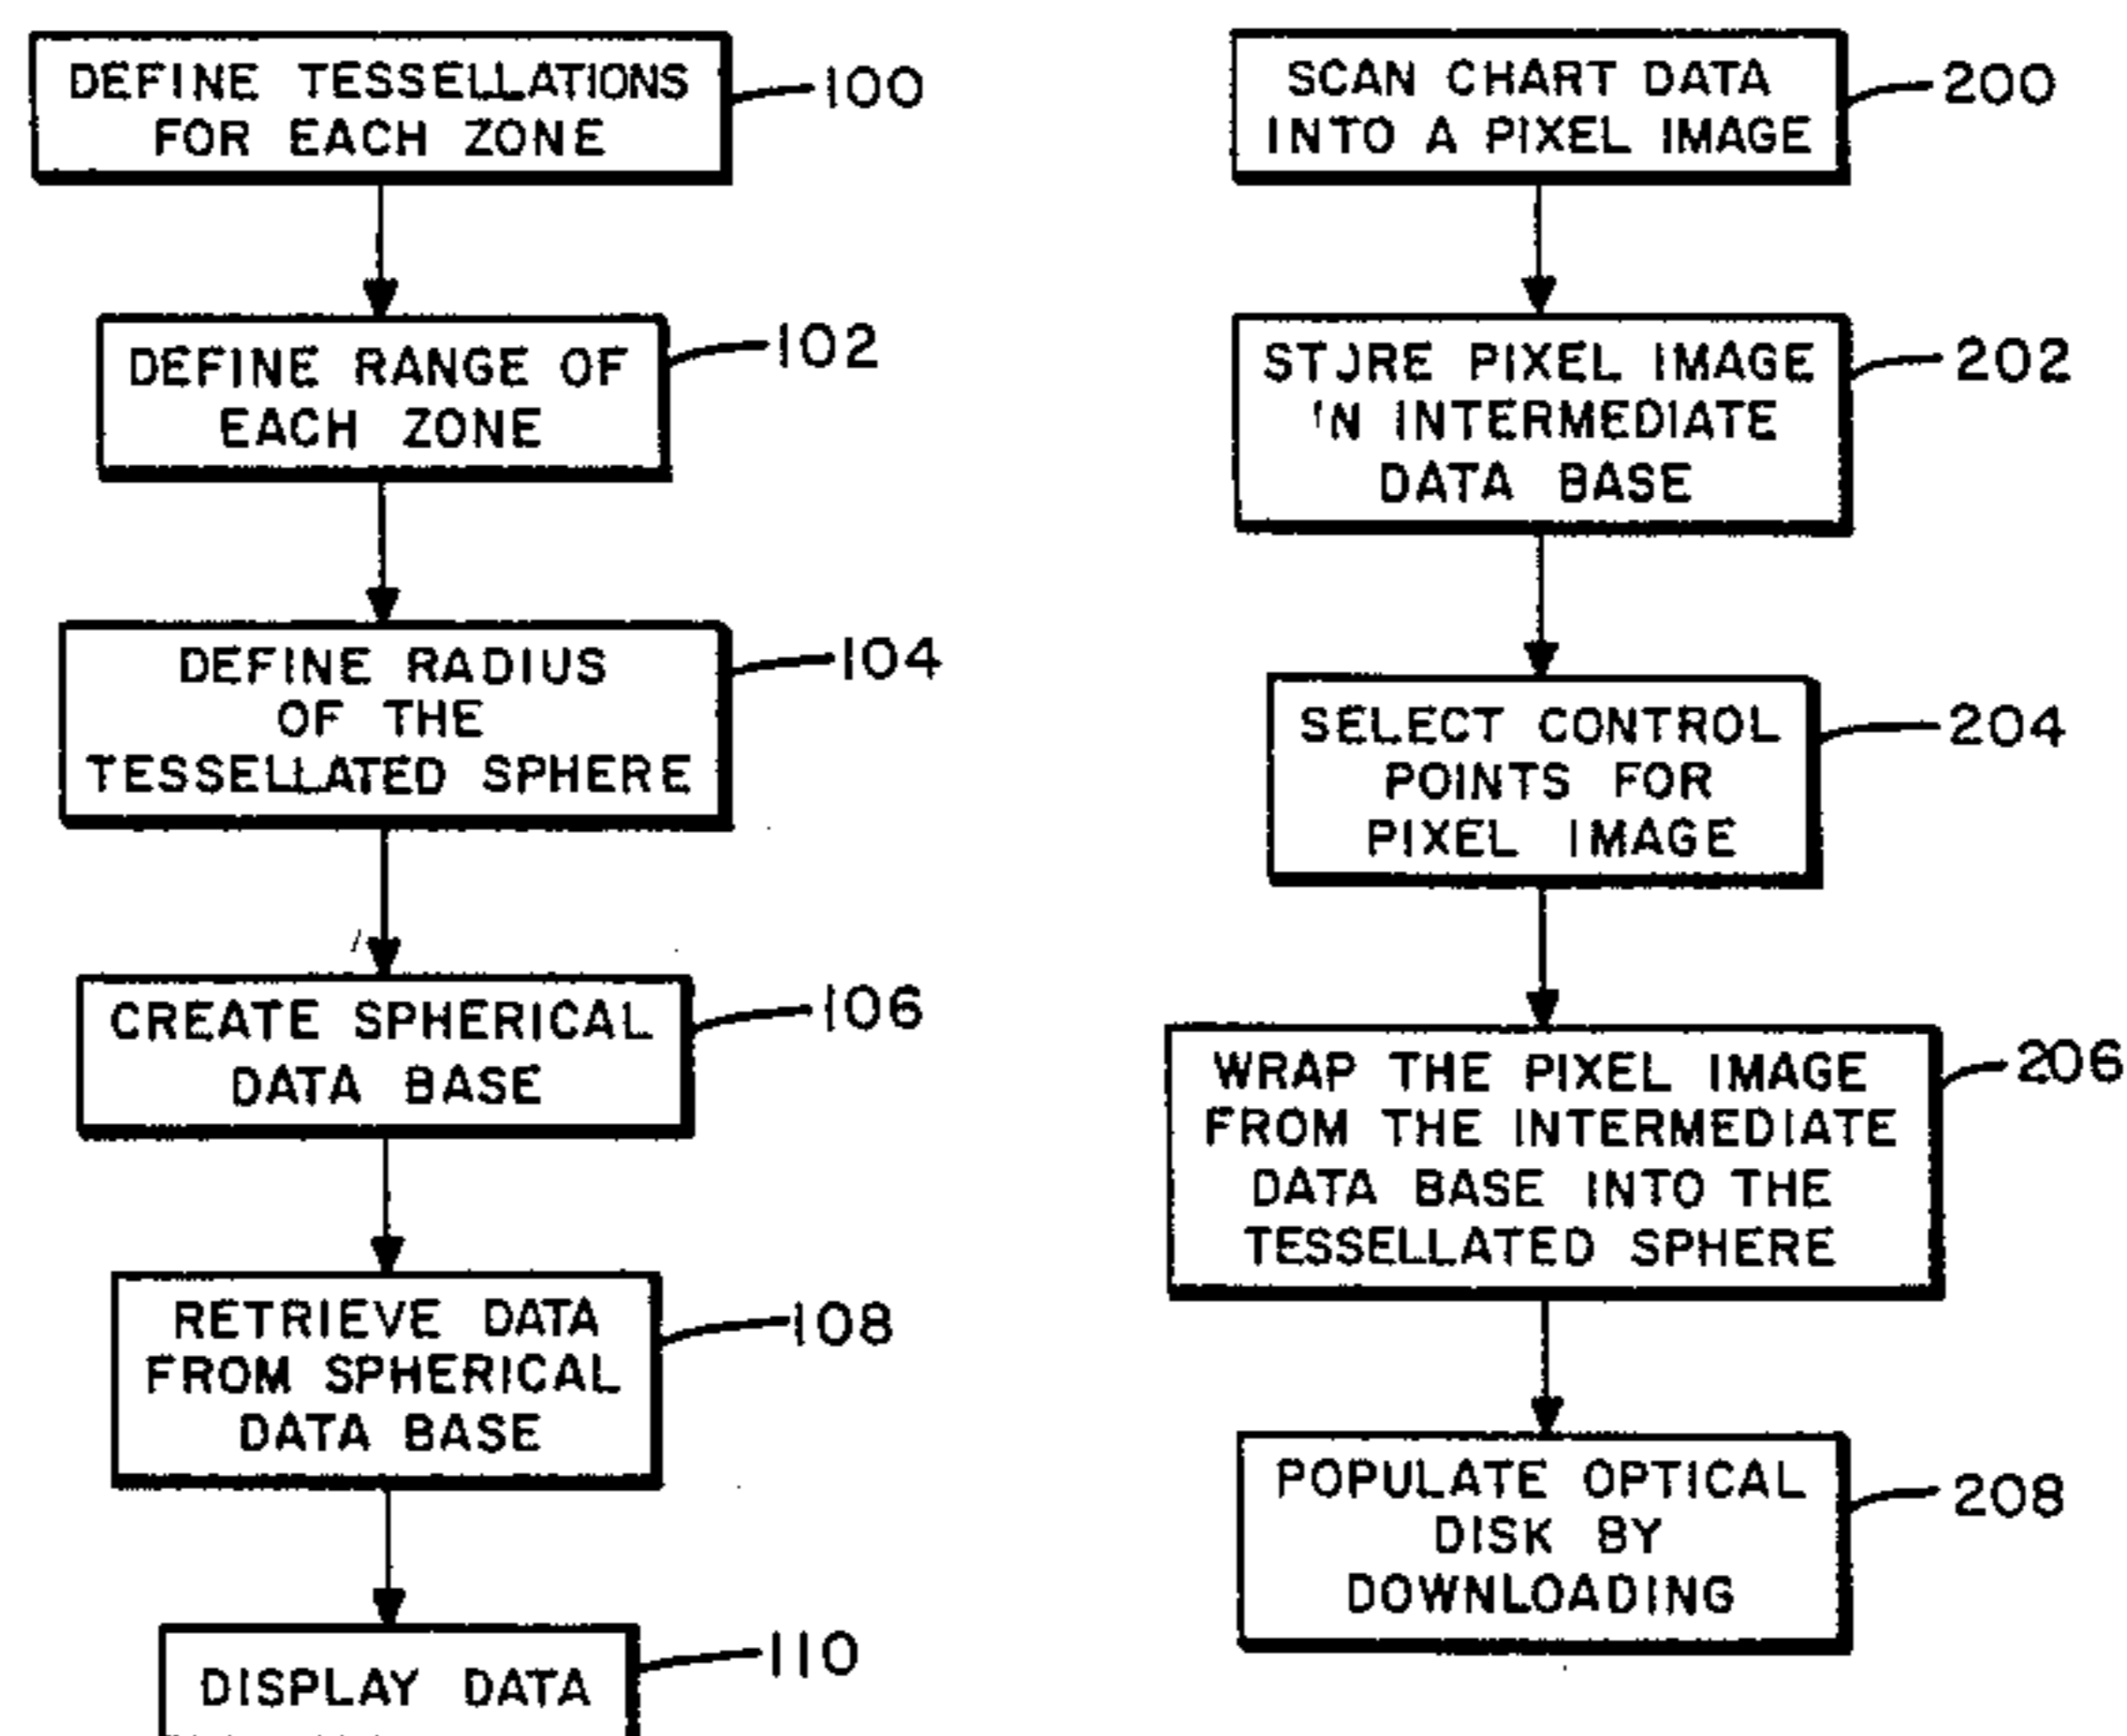 DEFINE TESSELLATIONS
FOR EACH ZONE
100
DEFINE RANGE OF
EACH ZONE
102
DEFINE RADIUS
OF THE
TESSELLATED SPHERE
104
CREATE SPHERICAL
DATA BASE
106
RETRIEVE DATA
FROM SPHERICAL
DATA BASE
108
DISPLAY DATA
110
SCAN CHART DATA
INTO A PIXEL IMAGE
200
STORE PIXEL IMAGE
IN INTERMEDIATE
DATA BASE
202
SELECT CONTROL
POINTS FOR
PIXEL IMAGE
204
WRAP THE PIXEL IMAGE
FROM THE INTERMEDIATE
DATA BASE INTO THE
TESSELLATED SPHERE
206
POPULATE OPTICAL
DISK BY
DOWNLOADING
208